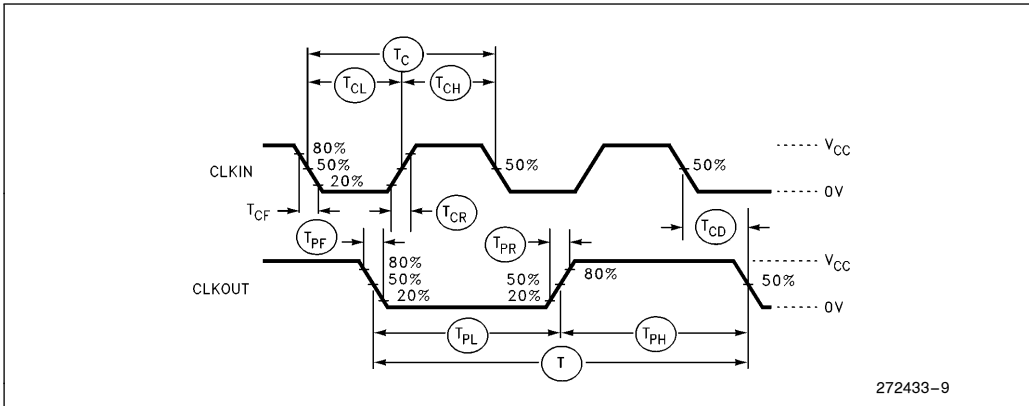 T_C
T_CL T_CH
80%
50%
20%
50%
50%
V_CC
CLKIN
0V
T_CF
T_CR
T_CD
T_PF
T_PR
80%
50%
20%
50%
20%
80%
50%
V_CC
CLKOUT
0V
T_PL T_PH
T
272433–9